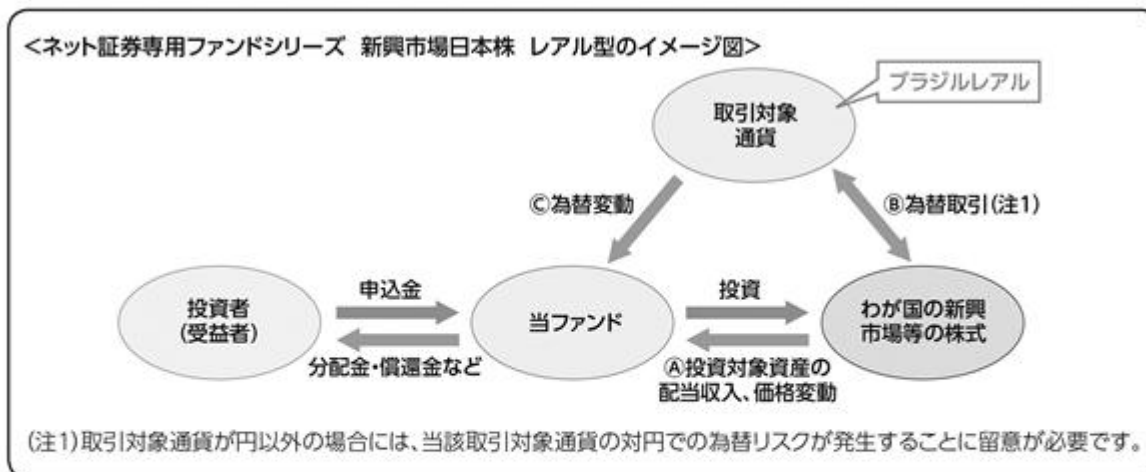 <ネット証券専用ファンドシリーズ 新興市場日本株 レアル型のイメージ図>
ブラジルレアル
取引対象
通貨
Ⓒ為替変動
Ⓑ為替取引(注1)
投資者
(受益者)
申込金
分配金・償還金など
当ファンド
投資
Ⓐ投資対象資産の
配当収入、価格変動
わが国の新興
市場等の株式
(注1)取引対象通貨が円以外の場合には、当該取引対象通貨の対円での為替リスクが発生することに留意が必要です。